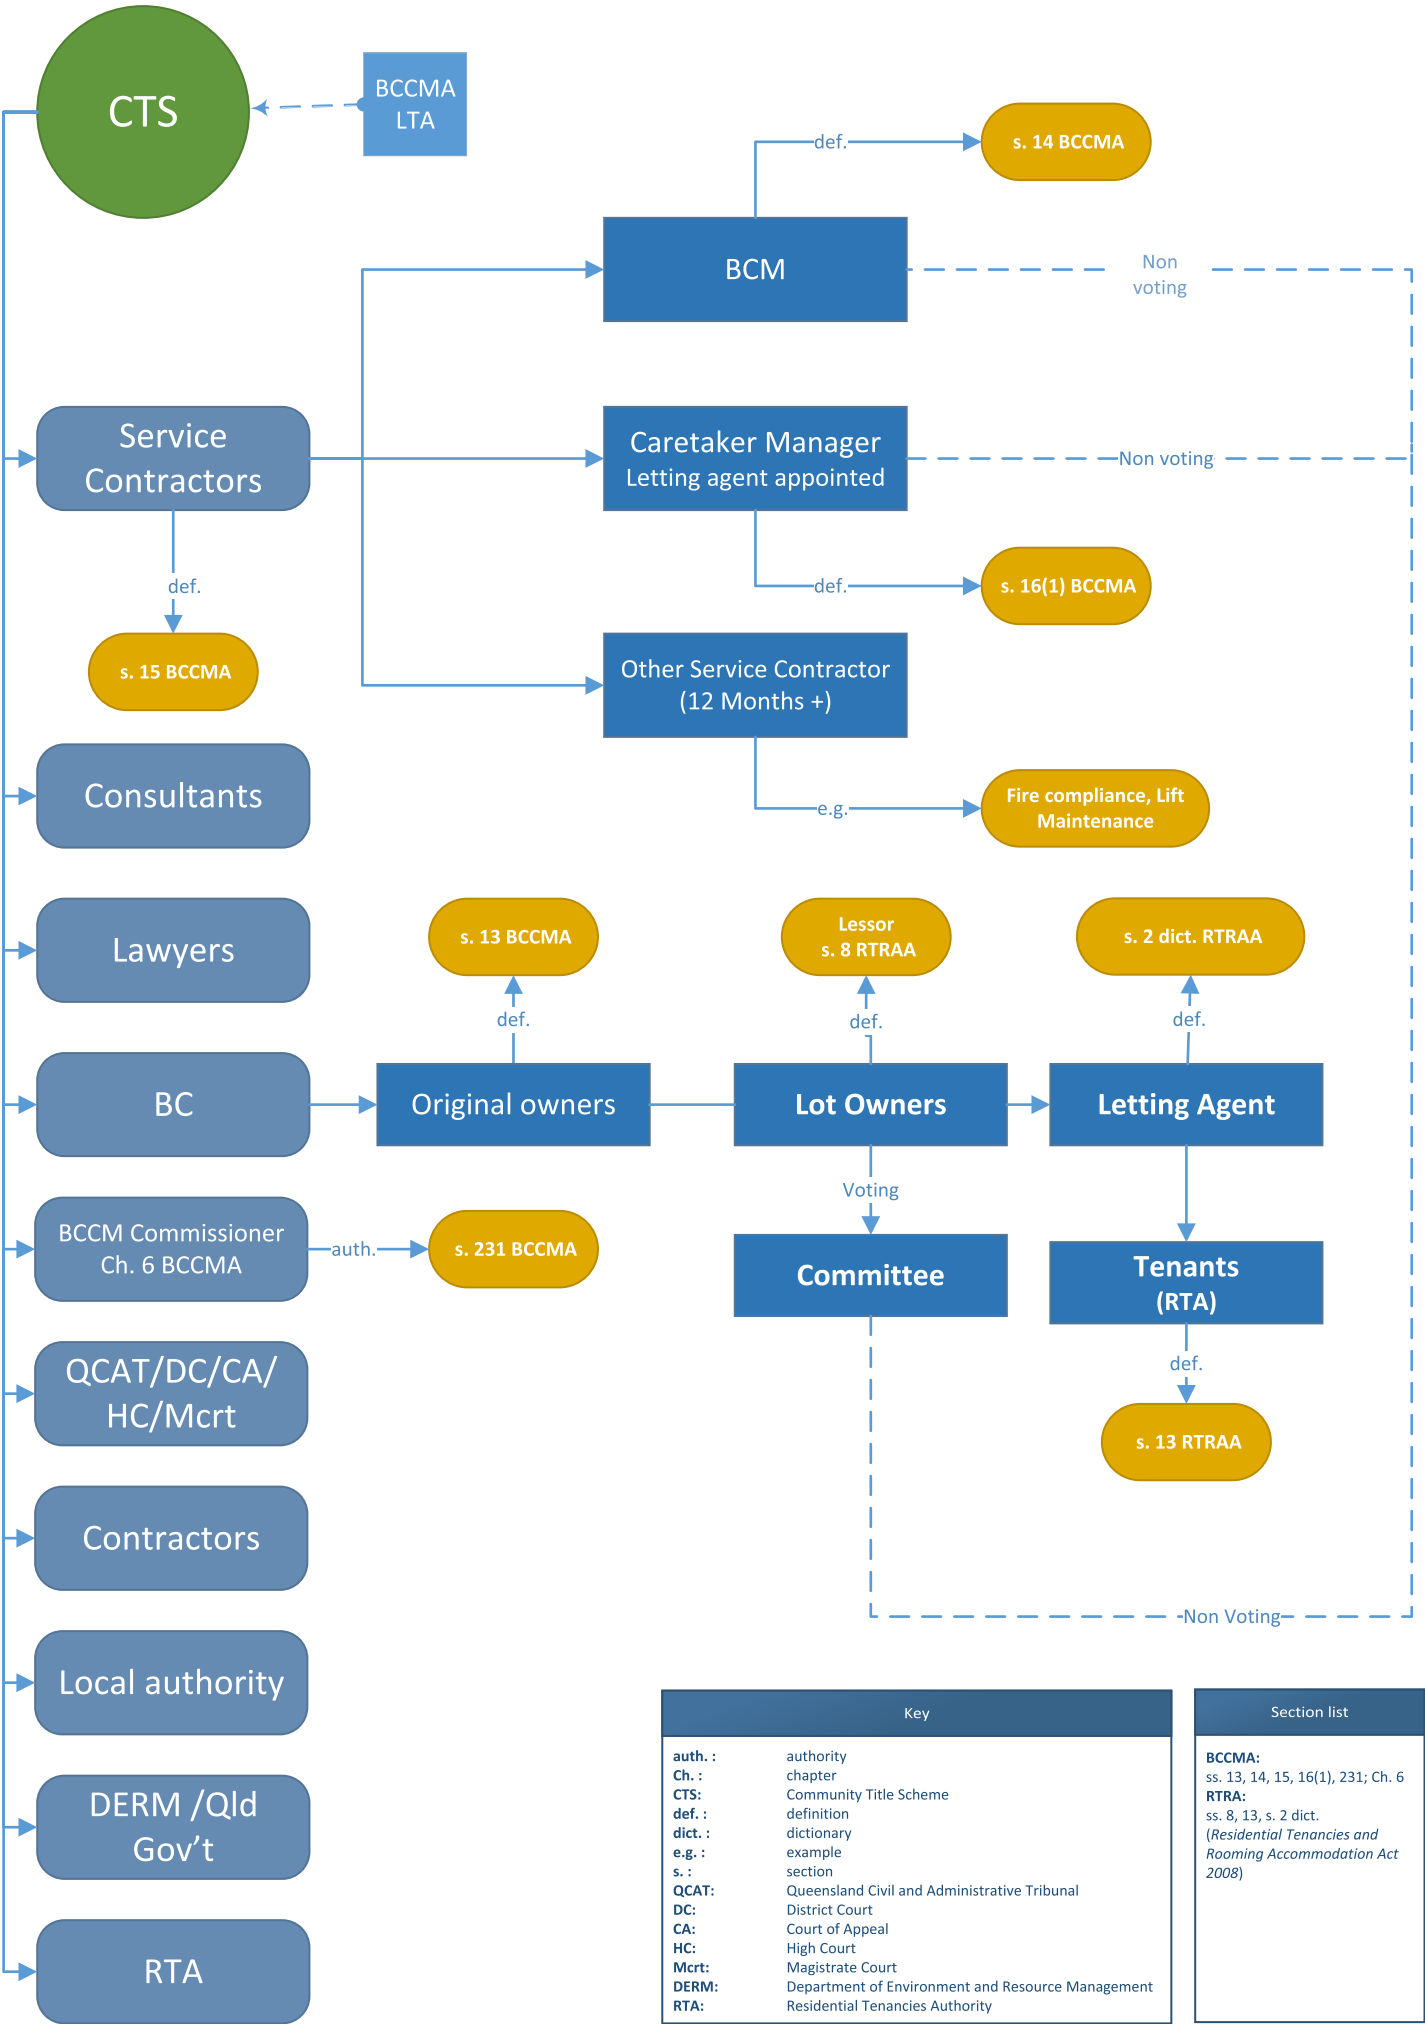 CTS
BCCMA
LTA
def.
s. 14 BCCMA
BCM
Non
voting
Service
Contractors
Caretaker Manager
Letting agent appointed
Non voting
def.
def.
s. 16(1) BCCMA
s. 15 BCCMA
Other Service Contractor
(12 Months +)
Consultants
e.g.
Fire compliance, Lift
Maintenance
Lawyers
s. 13 BCCMA
Lessor
s. 8 RTRAA
s. 2 dict. RTRAA
def.
def.
def.
BC
Original owners
Lot Owners
Letting Agent
Voting
BCCM Commissioner
Ch. 6 BCCMA
auth.
s. 231 BCCMA
Committee
Tenants
(RTA)
def.
QCAT/DC/CA/
HC/Mcrt
s. 13 RTRAA
Contractors
Non Voting
Local authority
DERM /Qld
Gov't
RTA
Key
auth. : authority
Ch. : chapter
CTS: Community Title Scheme
def. : definition
dict. : dictionary
e.g. : example
s. : section
QCAT: Queensland Civil and Administrative Tribunal
DC: District Court
CA: Court of Appeal
HC: High Court
Mcrt: Magistrate Court
DERM: Department of Environment and Resource Management
RTA: Residential Tenancies Authority
Section list
BCCMA:
ss. 13, 14, 15, 16(1), 231; Ch. 6
RTRA:
ss. 8, 13, s. 2 dict.
(Residential Tenancies and
Rooming Accommodation Act
2008)